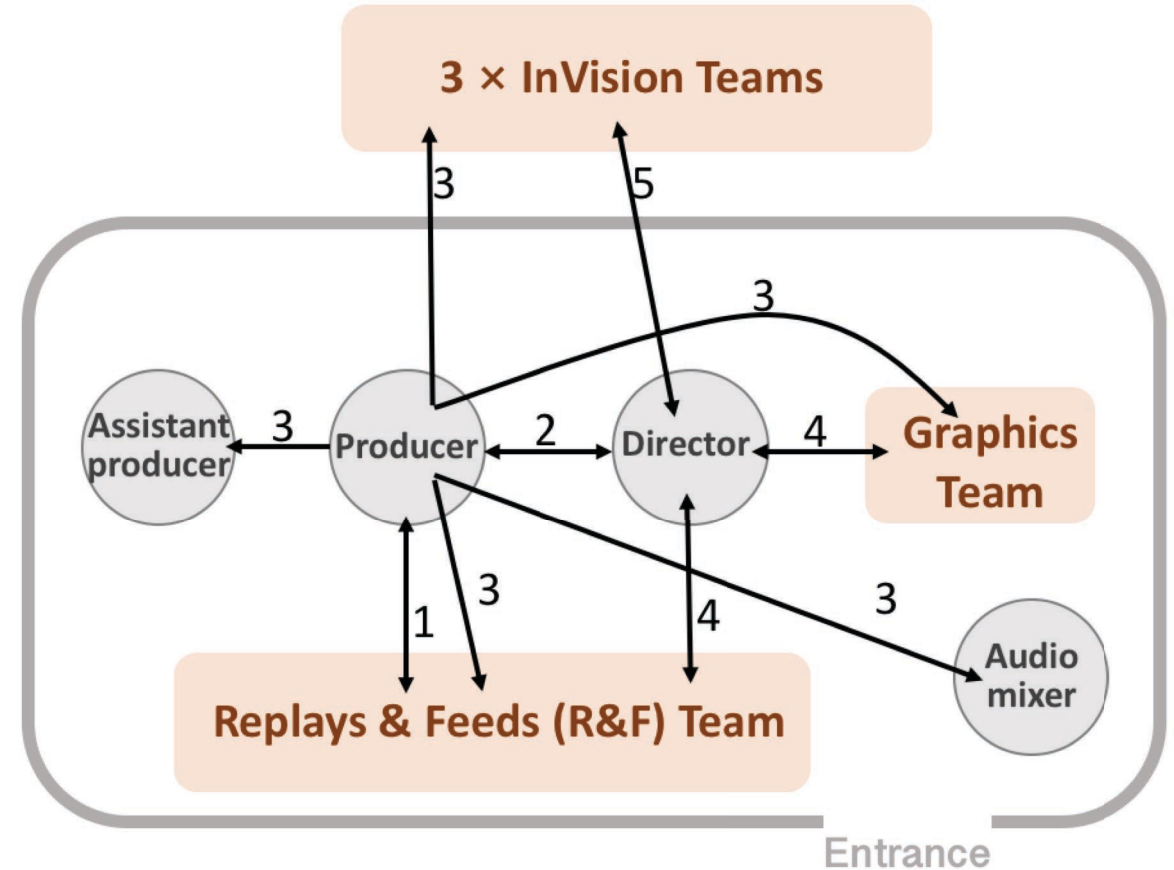 3 × InVision Teams
3
5
3
Assistant
producer
3
Producer
2
Director
4
Graphics
Team
1
3
4
3
Audio
mixer
Replays & Feeds (R&F) Team
Entrance